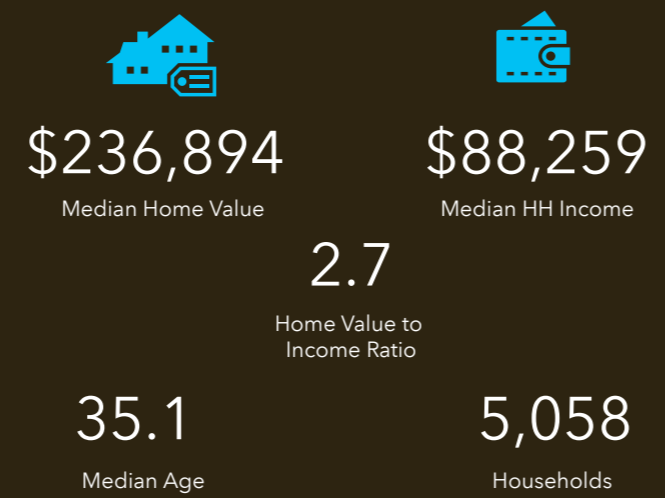 $236,894
Median Home Value
$88,259
Median HH Income
2.7
Home Value to
Income Ratio
35.1
Median Age
5,058
Households